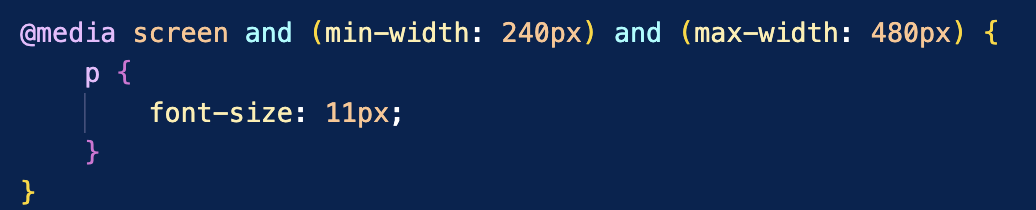 @media screen and (min-width: 240px) and (max-width: 480px) {
    p {
        font-size: 11px;
    }
}